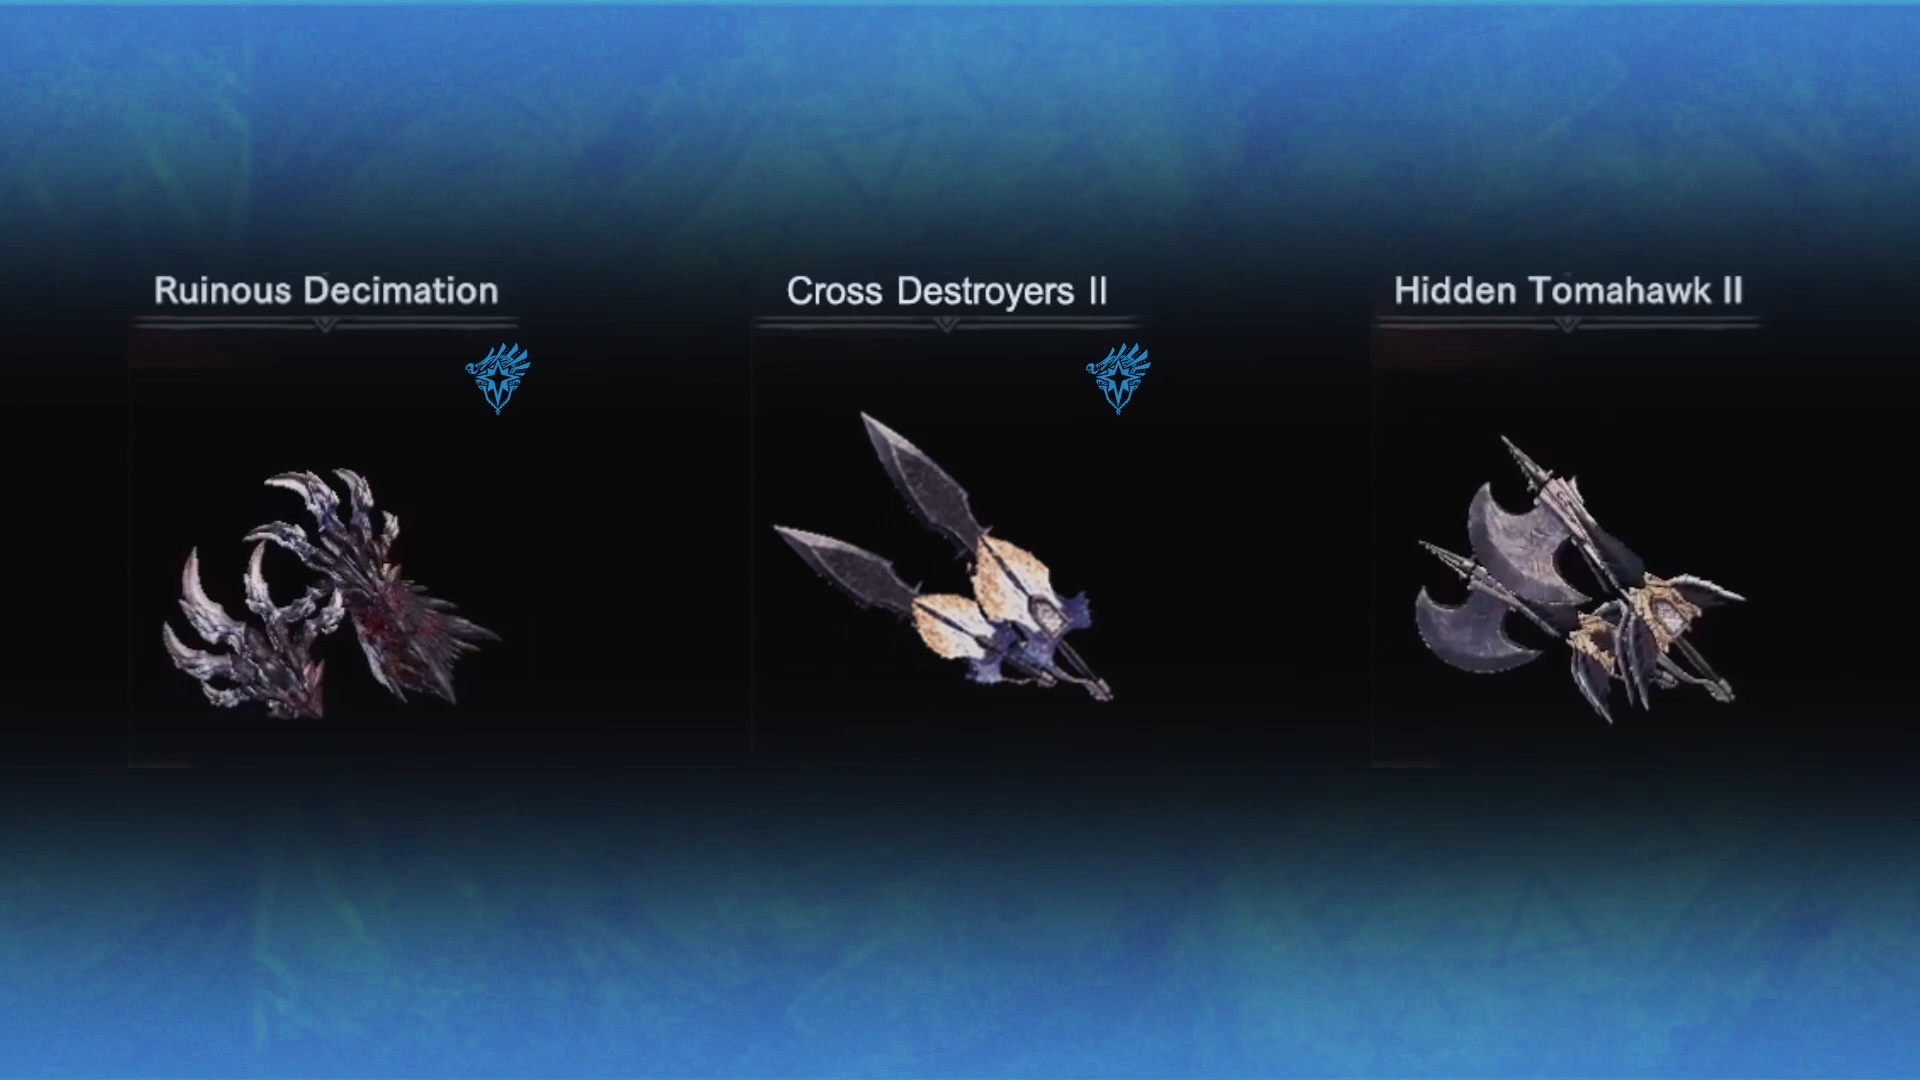 Ruinous Decimation
Cross Destroyers II
Hidden Tomahawk II